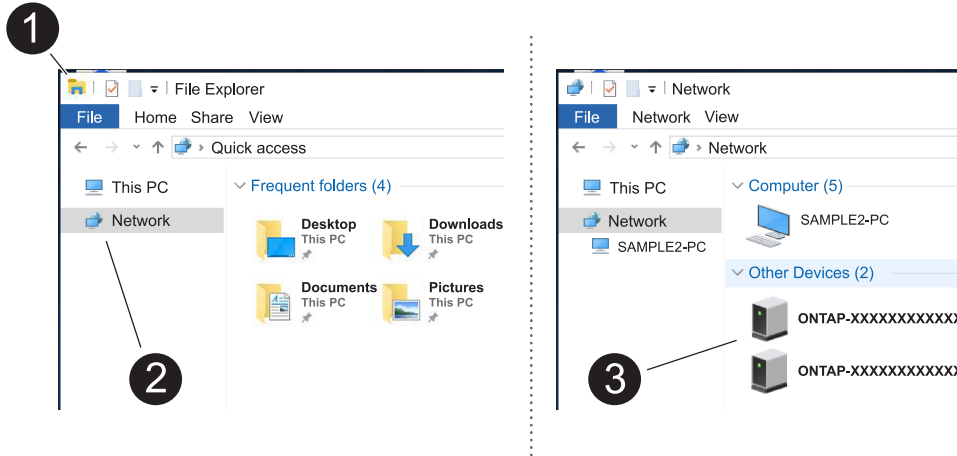 1
File Explorer
File Home Share View
Quick access
This PC
Network
Frequent folders (4)
Desktop
This PC
Downloads
This PC
Documents
This PC
Pictures
This PC
2
Network
File Network View
Network
This PC
Network
SAMPLE2-PC
Computer (5)
SAMPLE2-PC
Other Devices (2)
ONTAP-XXXXXXXXXXXX
ONTAP-XXXXXXXXXXXX
3